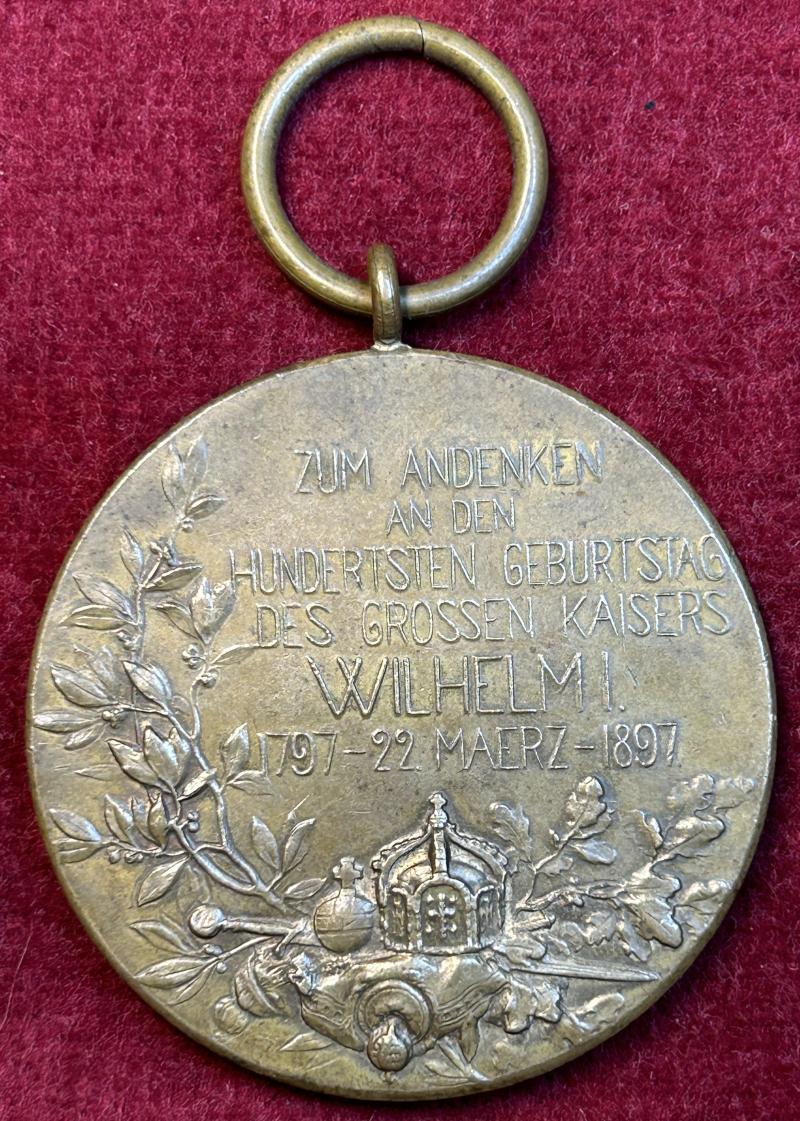 ZUM ANDENKEN
AN DEN
HUNDERTSTEN GEBURTSTAG
DES GROSSEN KAISERS
WILHELM I.
1797 – 22. MAERZ – 1897.